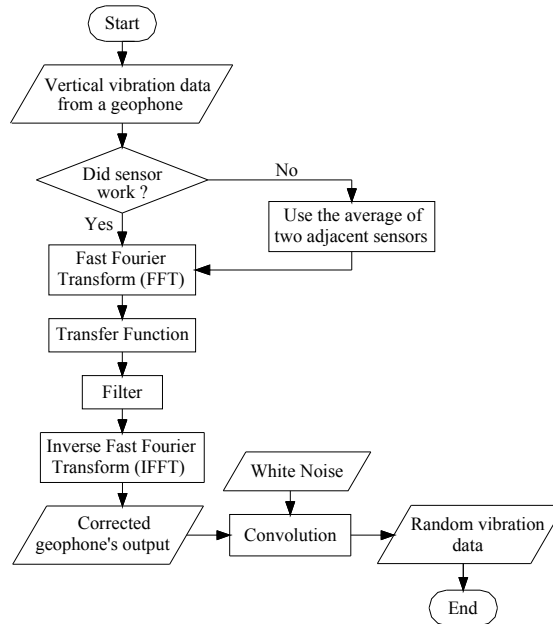 Start
Vertical vibration data
from a geophone
Did sensor
work ?
No
Yes
Use the average of
two adjacent sensors
Fast Fourier
Transform (FFT)
Transfer Function
Filter
Inverse Fast Fourier
Transform (IFFT)
White Noise
Corrected
geophone's output
Convolution
Random vibration
data
End